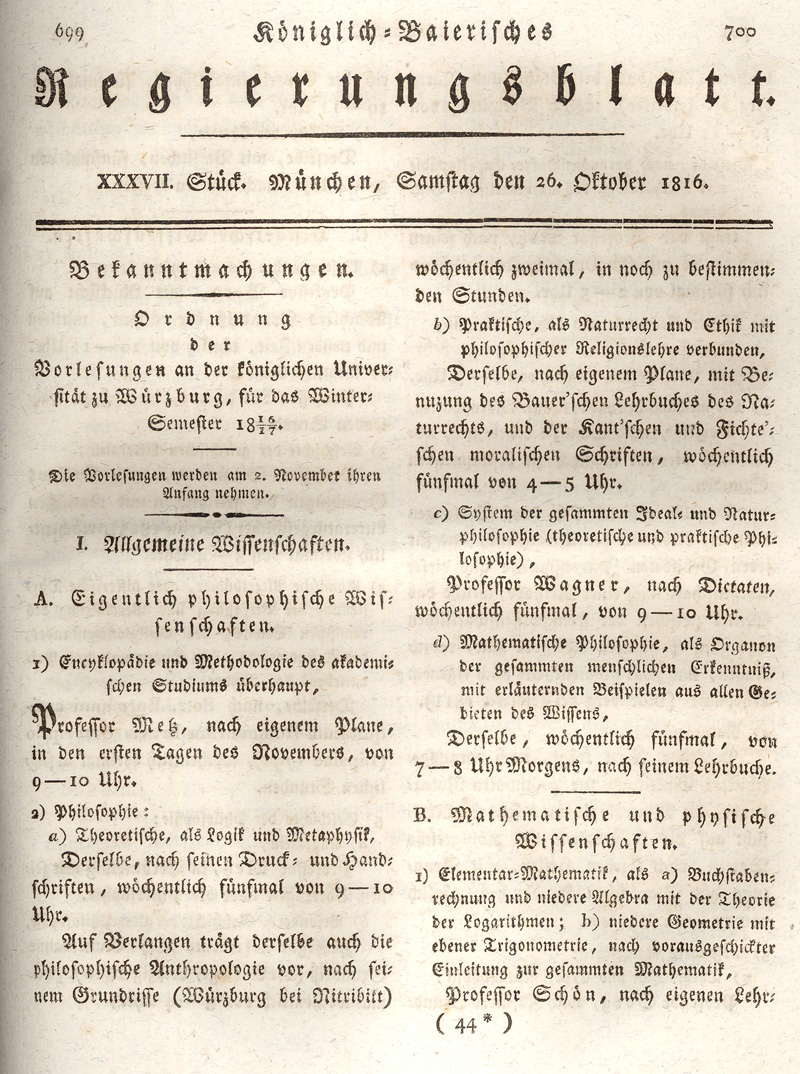 699
Königlich-Baierisches
700
Regierungsblatt.
XXXVII. Stück. München, Samstag den 26. Oktober 1816.
Bekanntmachungen.
Ordnung
der
Vorlesungen an der königlichen Univer-
sität zu Würzburg, für das Winter-
Semester 18 16/17.
Die Vorlesungen werden am 2. November ihren
Anfang nehmen.
I. Allgemeine Wissenschaften.
A. Eigentlich philosophische Wis-
senschaften.
1) Encyklopädie und Methodologie des akademi-
schen Studiums überhaupt,
Professor Metz, nach eigenem Plane,
in den ersten Tagen des Novembers, von
9—10 Uhr.
2) Philosophie:
a) Theoretische, als Logik und Metaphysik,
Derselbe, nach seinen Druck- und Hand-
schriften, wöchentlich fünfmal von 9—10
Uhr.
Auf Verlangen trägt derselbe auch die
philosophische Anthropologie vor, nach sei-
nem Grundrisse (Würzburg bei Nitribitt)
wöchentlich zweimal, in noch zu bestimmen-
den Stunden.
b) Praktische, als Naturrecht und Ethik mit
philosophischer Religionslehre verbunden,
Derselbe, nach eigenem Plane, mit Be-
nuzung des Bauer'schen Lehrbuches des Na-
turrechts, und der Kant'schen und Fichte'-
schen moralischen Schriften, wöchentlich
fünfmal von 4—5 Uhr.
c) System der gesammten Ideal- und Natur-
philosophie (theoretische und praktische Phi-
losophie),
Professor Wagner, nach Dictaten,
wöchentlich fünfmal, von 9—10 Uhr.
d) Mathematische Philosophie, als Organon
der gesammten menschlichen Erkenntniß,
mit erläuternden Beispielen aus allen Ge-
bieten des Wissens,
Derselbe, wöchentlich fünfmal, von
7—8 Uhr Morgens, nach seinem Lehrbuche.
B. Mathematische und physische
Wissenschaften.
1) Elementar-Mathematik, als a) Buchstaben-
rechnung und niedere Algebra mit der Theorie
der Logarithmen; b) niedere Geometrie mit
ebener Trigonometrie, nach vorausgeschickter
Einleitung zur gesammten Mathematik,
Professor Schön, nach eigenen Lehr-
(44*)